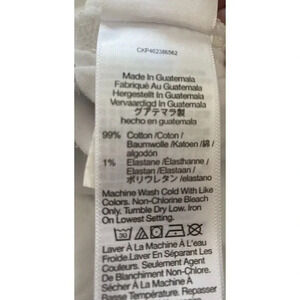 CKP402386562
Made In Guatemala
Fabriqué Au Guatemala
Hergestellt In Guatemala
Vervaardigd In Guatemala
グアテマラ製
hecho en guatemala
99% Cotton /Coton /
Baumwolle /Katoen /綿 /
algodón
1% Elastane /Élasthanne /
Elastan /Elastaan /
ポリウレタン /elastano
Machine Wash Cold With Like
Colors. Non-Chlorine Bleach
Only. Tumble Dry Low. Iron
On Lowest Setting.
30
Laver À La Machine À L'eau
Froide.Laver En Séparant Les
Couleurs. Seulement Agent
De Blanchiment Non-Chlore.
Sécher À La Machine À
Basse Température. Repasser